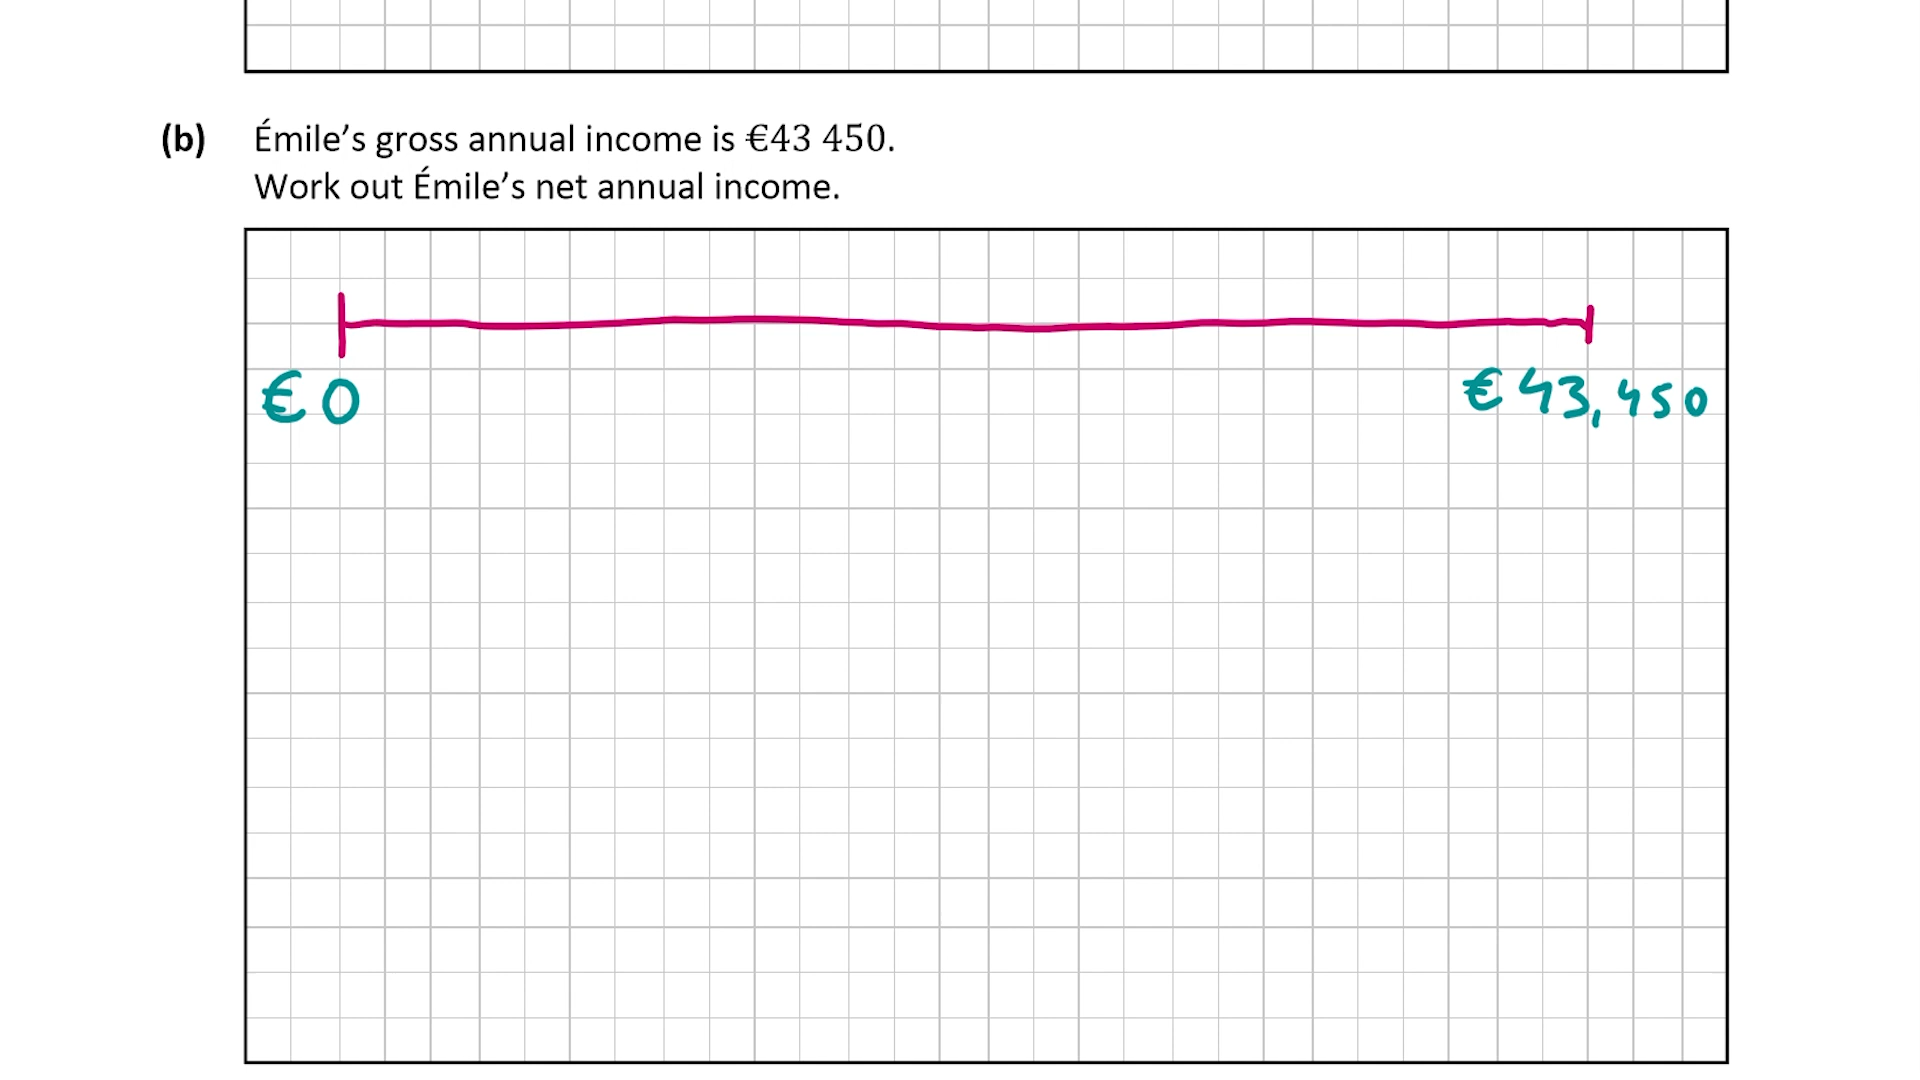 (b) Émile's gross annual income is €43 450.
Work out Émile's net annual income.
€ 0 € 43,450